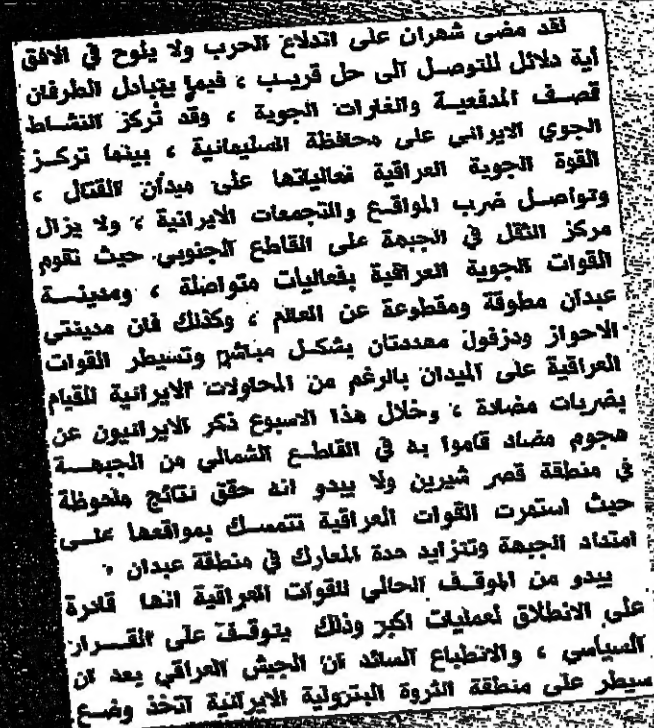 لقد مضى شهران على اندلاع الحرب ولا يلوح في الافق
أية دلائل للتوصل الى حل قريب ، فيما يتبادل الطرفان
قصف المدفعية والغارات الجوية ، وقد تركز النشاط
الجوي الايراني على محافظة السليمانية ، بينما تركز
القوة الجوية العراقية فعالياتها على ميدان القتال ،
وتواصل ضرب المواقع والتجمعات الايرانية ، ولا يزال
مركز الثقل في الجبهة على القاطع الجنوبي حيث تقوم
القوات الجوية العراقية بفعاليات متواصلة ، ومدينة
عبدان مطوقة ومقطوعة عن العالم ، وكذلك فان مدينتي
الاحواز ودزفول مهددتان بشكل مباشر وتسيطر القوات
العراقية على الميدان بالرغم من المحاولات الايرانية للقيام
بضربات مضادة ، وخلال هذا الاسبوع ذكر الايرانيون عن
هجوم مضاد قاموا به في القاطع الشمالي من الجبهة
في منطقة قصر شيرين ولا يبدو انه حقق نتائج ملحوظة
حيث استمرت القوات العراقية تتمسك بمواقعها على
امتداد الجبهة وتتزايد حدة المعارك في منطقة عبدان .
يبدو من الموقف الحالي للقوات العراقية انها قادرة
على الانطلاق لعمليات اكبر وذلك يتوقف على القرار
السياسي ، والانطباع السائد ان الجيش العراقي بعد ان
سيطر على منطقة الثروة البترولية الايرانية اتخذ وضع